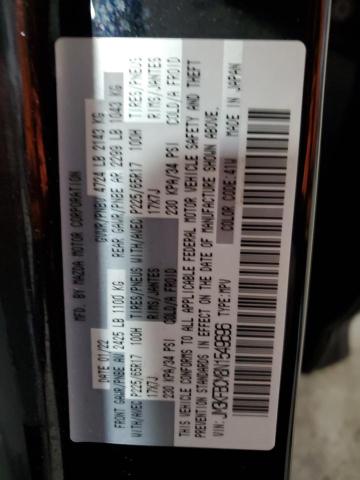 MFD. BY MAZDA MOTOR CORPORATION
DATE 01/22 GVWR/PNBV 4724 LB 2143 KG
FRONT GAWR/PNBE AU 2425 LB 1100 KG REAR GAWR/PNBE AR 2299 LB 1043 KG
WITH/AVEC P225/65R17 100H TIRES/PNEUS WITH/AVEC P225/65R17 100H TIRES/PNEUS
17X7J RIMS/JANTES 17X7J RIMS/JANTES
230 KPA/34 PSI COLD/A FROID 230 KPA/34 PSI COLD/A FROID
THIS VEHICLE CONFORMS TO ALL APPLICABLE FEDERAL MOTOR VEHICLE SAFETY AND THEFT
PREVENTION STANDARDS IN EFFECT ON THE DATE OF MANUFACTURE SHOWN ABOVE.
VIN: TYPE: MPV COLOR CODE: 41W MADE IN JAPAN